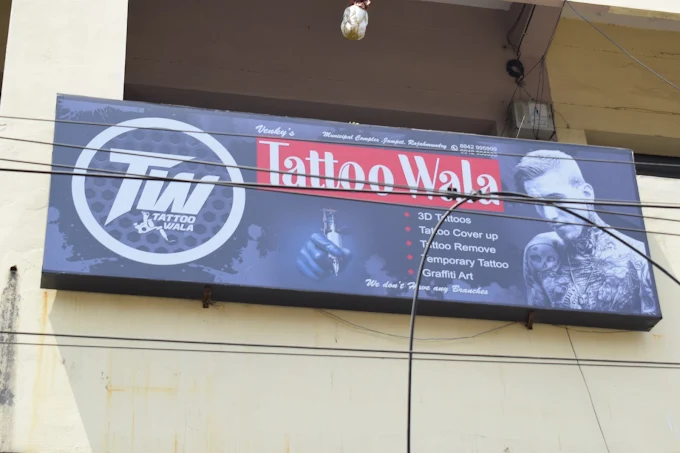 Venky's
Municipal Complex, Jampet, Rajahmundry
TW
TATTOO
WALA
Tattoo Wala
3D Tattoos
Tattoo Cover up
Tattoo Remove
Temporary Tattoo
Graffiti Art
We don't Have any Branches